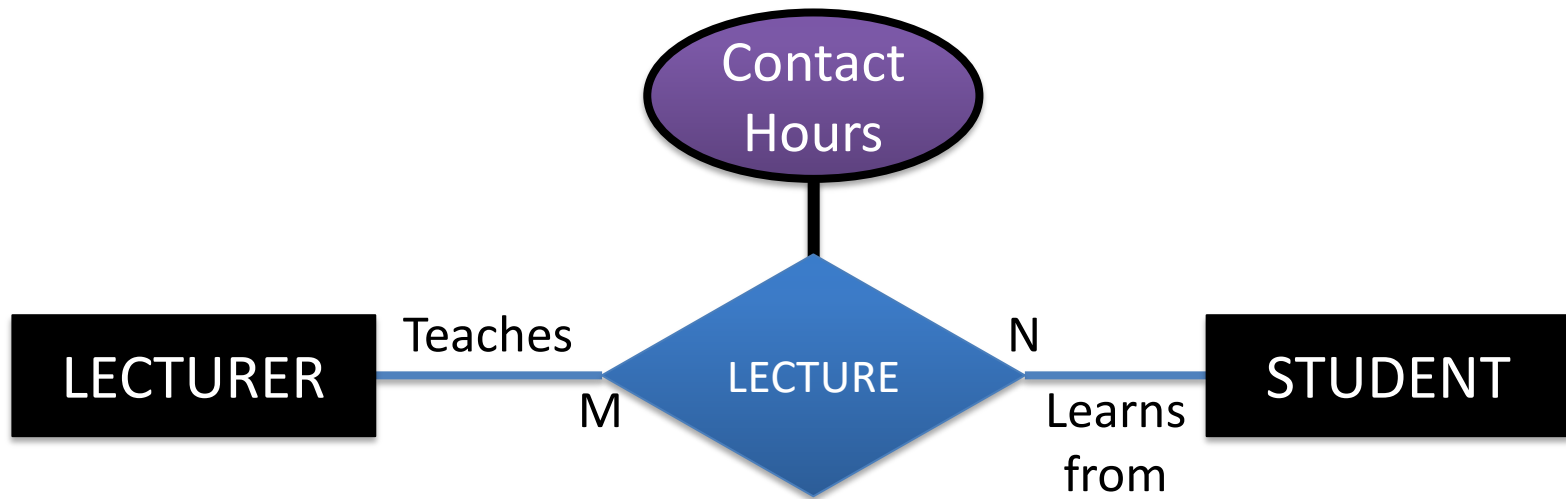 Contact
Hours
LECTURER
Teaches
M
LECTURE
N
Learns
from
STUDENT